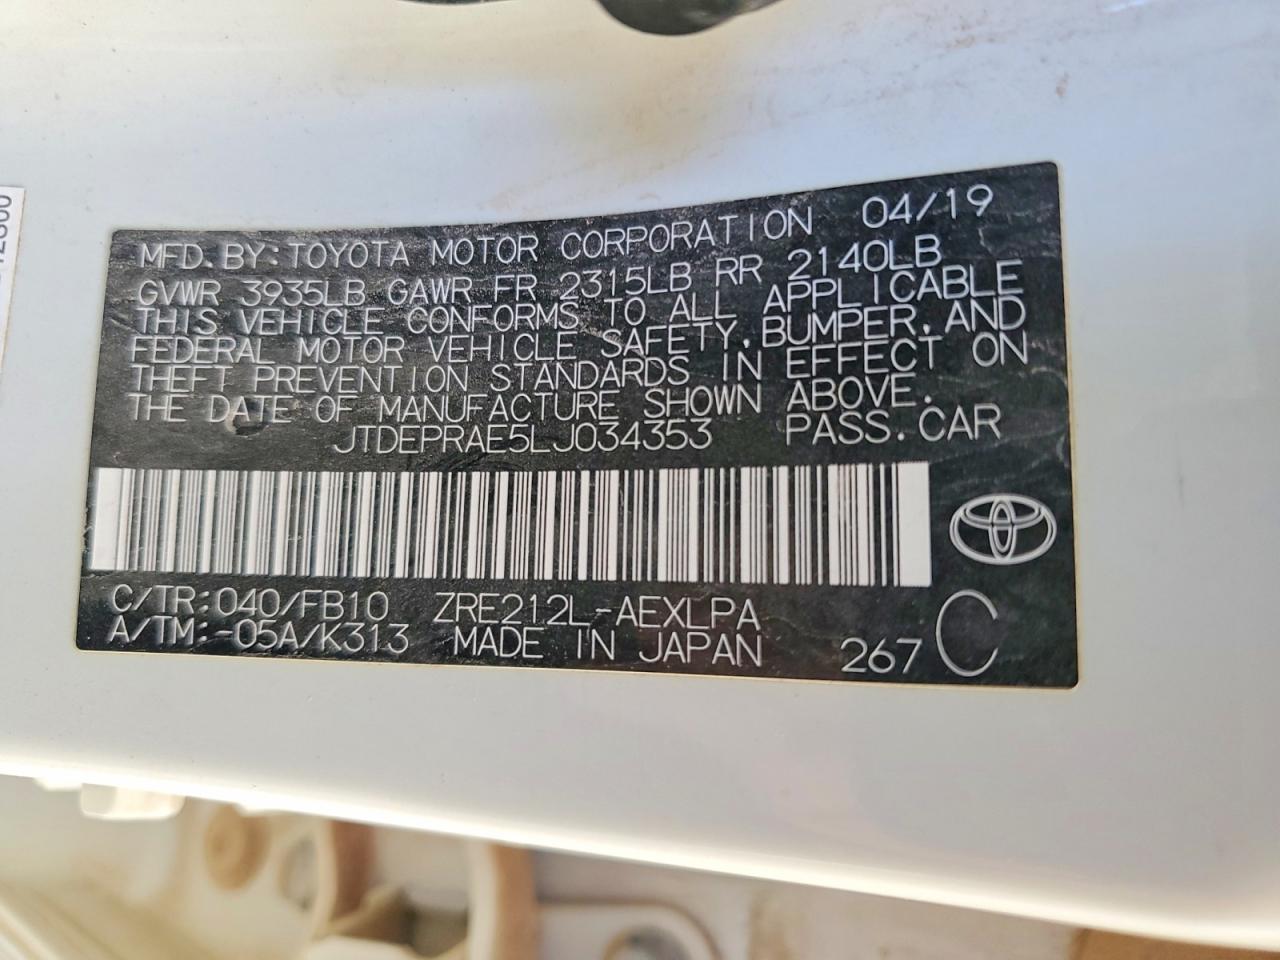 MFD. BY: TOYOTA MOTOR CORPORATION 04/19
GVWR 3935LB GAWR FR 2315LB RR 2140LB
THIS VEHICLE CONFORMS TO ALL APPLICABLE
FEDERAL MOTOR VEHICLE SAFETY, BUMPER, AND
THEFT PREVENTION STANDARDS IN EFFECT ON
THE DATE OF MANUFACTURE SHOWN ABOVE.
JTDEPRAE5LJ034353 PASS. CAR
C/TR: 040/FB10 ZRE212L-AEXLPA
A/TM: -05A/K313 MADE IN JAPAN 267 C